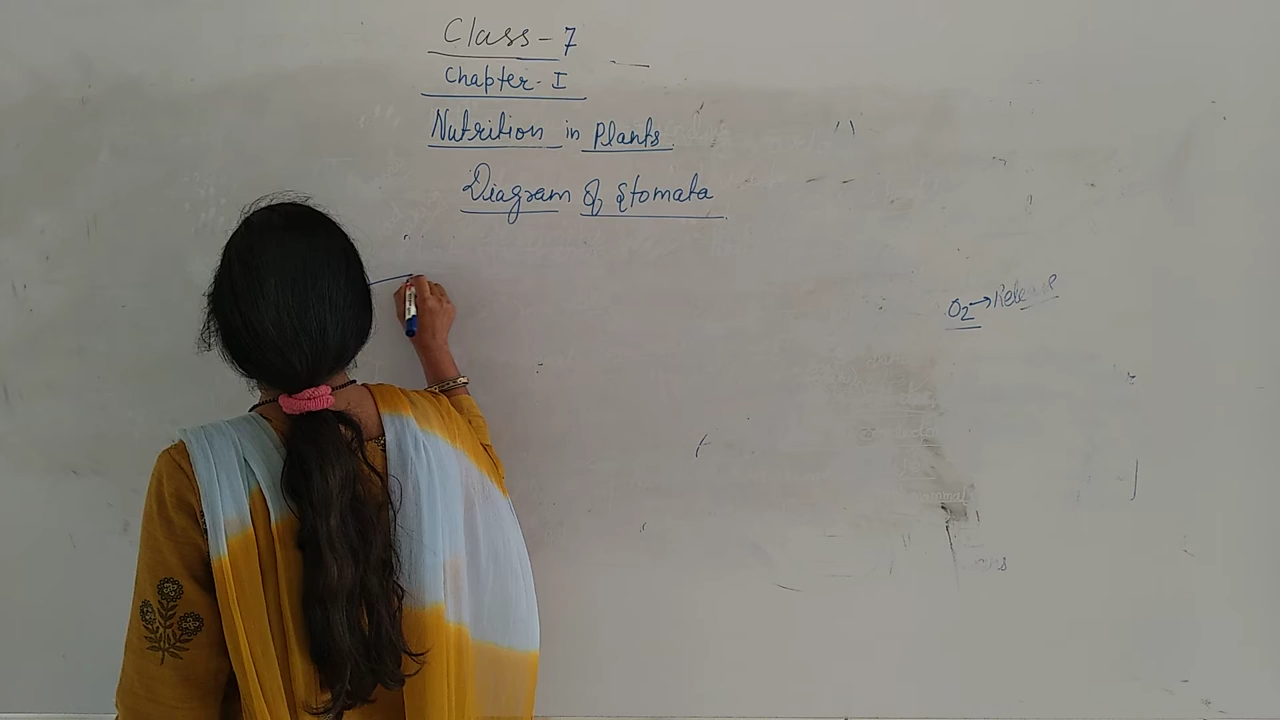 Class - 7
Chapter - I
Nutrition in Plants.
Diagram of Stomata
O2 → Release